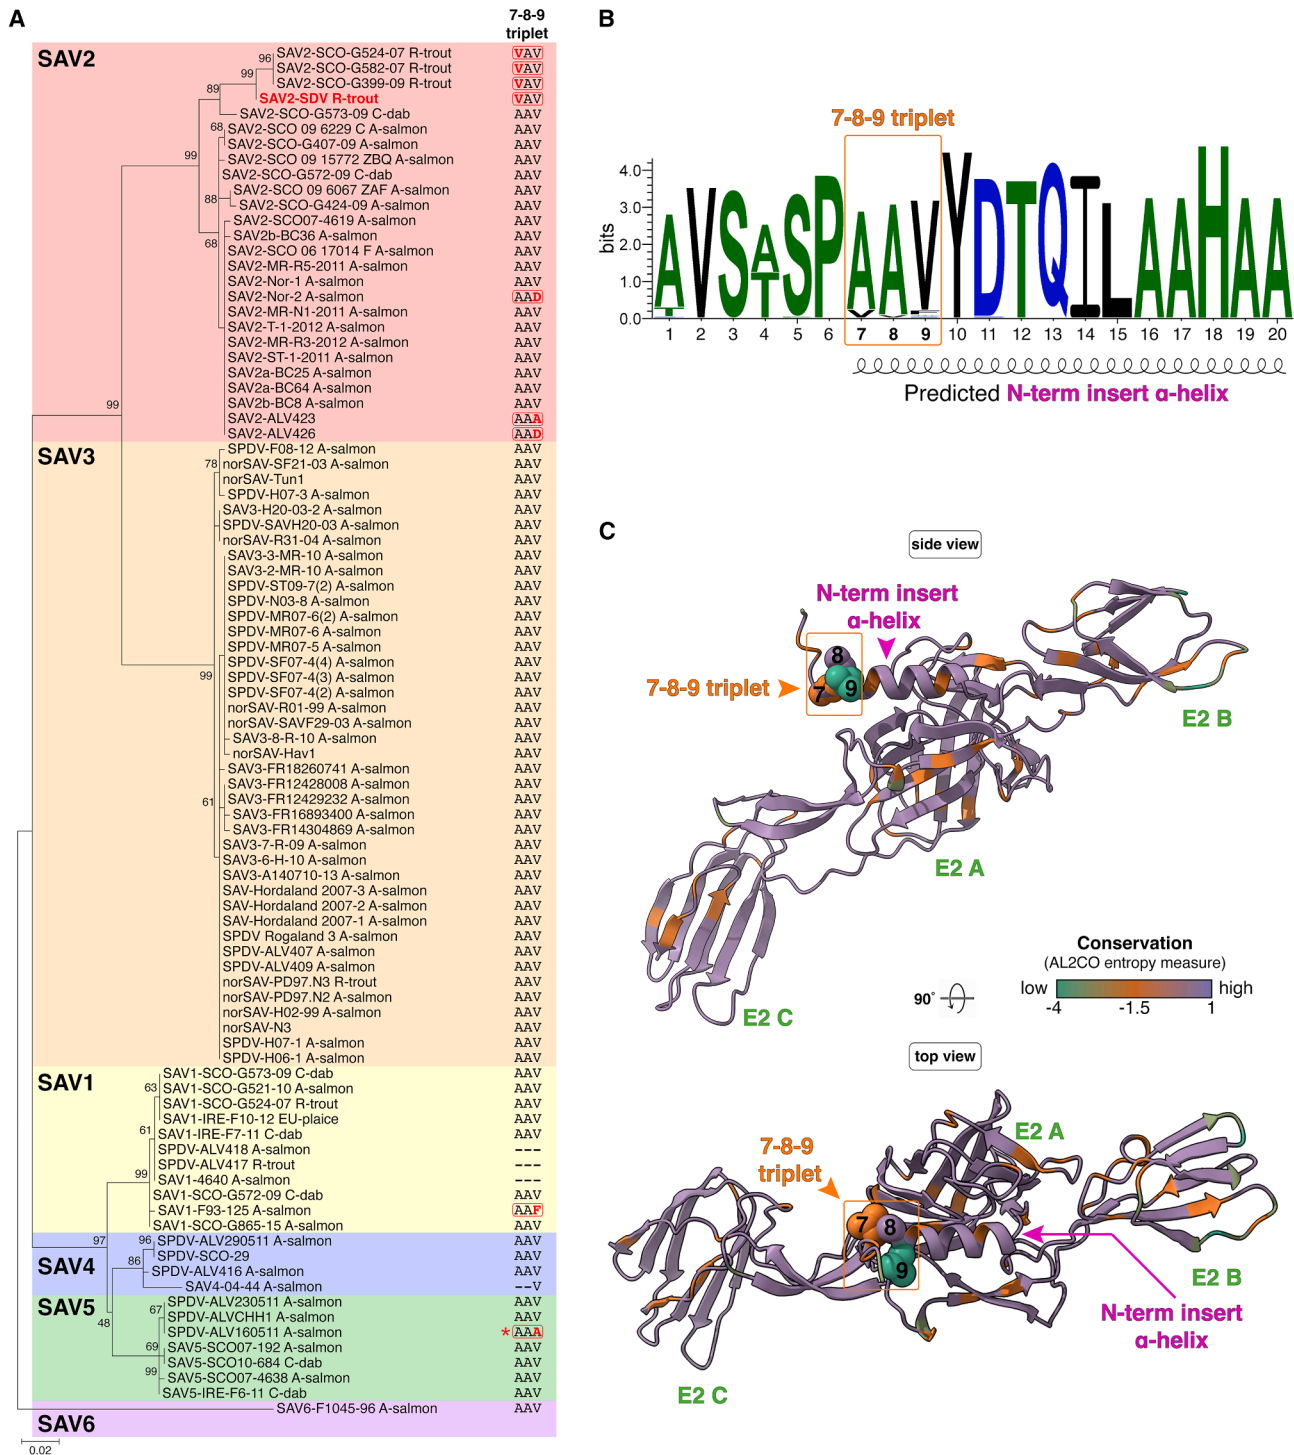 A
7-8-9
triplet
SAV2
96
SAV2-SCO-G524-07 R-trout VAV
99
SAV2-SCO-G582-07 R-trout VAV
89
SAV2-SCO-G399-09 R-trout VAV
SAV2-SDV R-trout VAV
SAV2-SCO-G573-09 C-dab AAV
68
SAV2-SCO 09 6229 C A-salmon AAV
SAV2-SCO-G407-09 A-salmon AAV
99
SAV2-SCO 09 15772 ZBQ A-salmon AAV
SAV2-SCO-G572-09 C-dab AAV
88
SAV2-SCO 09 6067 ZAF A-salmon AAV
SAV2-SCO-G424-09 A-salmon AAV
SAV2-SCO07-4619 A-salmon AAV
68
SAV2b-BC36 A-salmon AAV
SAV2-SCO 06 17014 F A-salmon AAV
SAV2-MR-R5-2011 A-salmon AAV
SAV2-Nor-1 A-salmon AAV
SAV2-Nor-2 A-salmon AAD
SAV2-MR-N1-2011 A-salmon AAV
SAV2-T-1-2012 A-salmon AAV
SAV2-MR-R3-2012 A-salmon AAV
SAV2-ST-1-2011 A-salmon AAV
SAV2a-BC25 A-salmon AAV
SAV2a-BC64 A-salmon AAV
99
SAV2b-BC8 A-salmon AAV
SAV2-ALV423 AAA
SAV2-ALV426 AAD
SAV3
SPDV-F08-12 A-salmon AAV
78
norSAV-SF21-03 A-salmon AAV
norSAV-Tun1 AAV
SPDV-H07-3 A-salmon AAV
SAV3-H20-03-2 A-salmon AAV
SPDV-SAVH20-03 A-salmon AAV
norSAV-R31-04 A-salmon AAV
SAV3-3-MR-10 A-salmon AAV
SAV3-2-MR-10 A-salmon AAV
SPDV-ST09-7(2) A-salmon AAV
SPDV-N03-8 A-salmon AAV
SPDV-MR07-6(2) A-salmon AAV
SPDV-MR07-6 A-salmon AAV
SPDV-MR07-5 A-salmon AAV
SPDV-SF07-4(4) A-salmon AAV
99
SPDV-SF07-4(3) A-salmon AAV
SPDV-SF07-4(2) A-salmon AAV
norSAV-R01-99 A-salmon AAV
norSAV-SAVF29-03 A-salmon AAV
SAV3-8-R-10 A-salmon AAV
norSAV-Hav1 AAV
SAV3-FR18260741 A-salmon AAV
SAV3-FR12428008 A-salmon AAV
61
SAV3-FR12429232 A-salmon AAV
SAV3-FR16893400 A-salmon AAV
SAV3-FR14304869 A-salmon AAV
SAV3-7-R-09 A-salmon AAV
SAV3-6-H-10 A-salmon AAV
SAV3-A140710-13 A-salmon AAV
SAV-Hordaland 2007-3 A-salmon AAV
SAV-Hordaland 2007-2 A-salmon AAV
SAV-Hordaland 2007-1 A-salmon AAV
SPDV Rogaland 3 A-salmon AAV
SPDV-ALV407 A-salmon AAV
SPDV-ALV409 A-salmon AAV
norSAV-PD97.N3 R-trout AAV
norSAV-PD97.N2 A-salmon AAV
norSAV-H02-99 A-salmon AAV
norSAV-N3 AAV
SPDV-H07-1 A-salmon AAV
SPDV-H06-1 A-salmon AAV
SAV1
SAV1-SCO-G573-09 C-dab AAV
63
SAV1-SCO-G521-10 A-salmon AAV
SAV1-SCO-G524-07 R-trout AAV
SAV1-IRE-F10-12 EU-plaice AAV
61
SAV1-IRE-F7-11 C-dab AAV
SPDV-ALV418 A-salmon ---
SPDV-ALV417 R-trout ---
99
SAV1-4640 A-salmon ---
SAV1-SCO-G572-09 C-dab AAV
SAV1-F93-125 A-salmon AAF
SAV1-SCO-G865-15 A-salmon AAV
SAV4
97
96
SPDV-ALV290511 A-salmon AAV
SPDV-SCO-29 AAV
86
SPDV-ALV416 A-salmon AAV
SAV4-04-44 A-salmon --V
SAV5
SPDV-ALV230511 A-salmon AAV
67
SPDV-ALVCHH1 A-salmon AAV
48
SPDV-ALV160511 A-salmon * AAA
69
SAV5-SCO07-192 A-salmon AAV
SAV5-SCO10-684 C-dab AAV
99
SAV5-SCO07-4638 A-salmon AAV
SAV5-IRE-F6-11 C-dab AAV
SAV6
SAV6-F1045-96 A-salmon AAV
0.02
B
7-8-9 triplet
bits
4.0
3.0
2.0
1.0
0.0
A V S A S P A A V Y D T Q I L A A H A A
T T
1 2 3 4 5 6 7 8 9 10 11 12 13 14 15 16 17 18 19 20
Predicted N-term insert α-helix
C
side view
N-term insert
α-helix
7-8-9 triplet
8
7
9
E2 B
E2 A
E2 C
Conservation
(AL2CO entropy measure)
low high
-4 -1.5 1
90°
top view
7-8-9
triplet
E2 A
7
8
9
E2 B
N-term insert
α-helix
E2 C